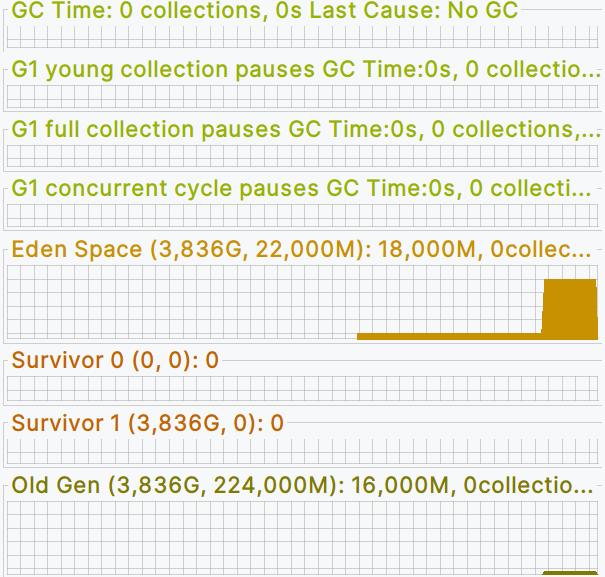 GC Time: 0 collections, 0s Last Cause: No GC
G1 young collection pauses GC Time:0s, 0 collectio...
G1 full collection pauses GC Time:0s, 0 collections,...
G1 concurrent cycle pauses GC Time:0s, 0 collecti...
Eden Space (3,836G, 22,000M): 18,000M, 0collec...
Survivor 0 (0, 0): 0
Survivor 1 (3,836G, 0): 0
Old Gen (3,836G, 224,000M): 16,000M, 0collectio...